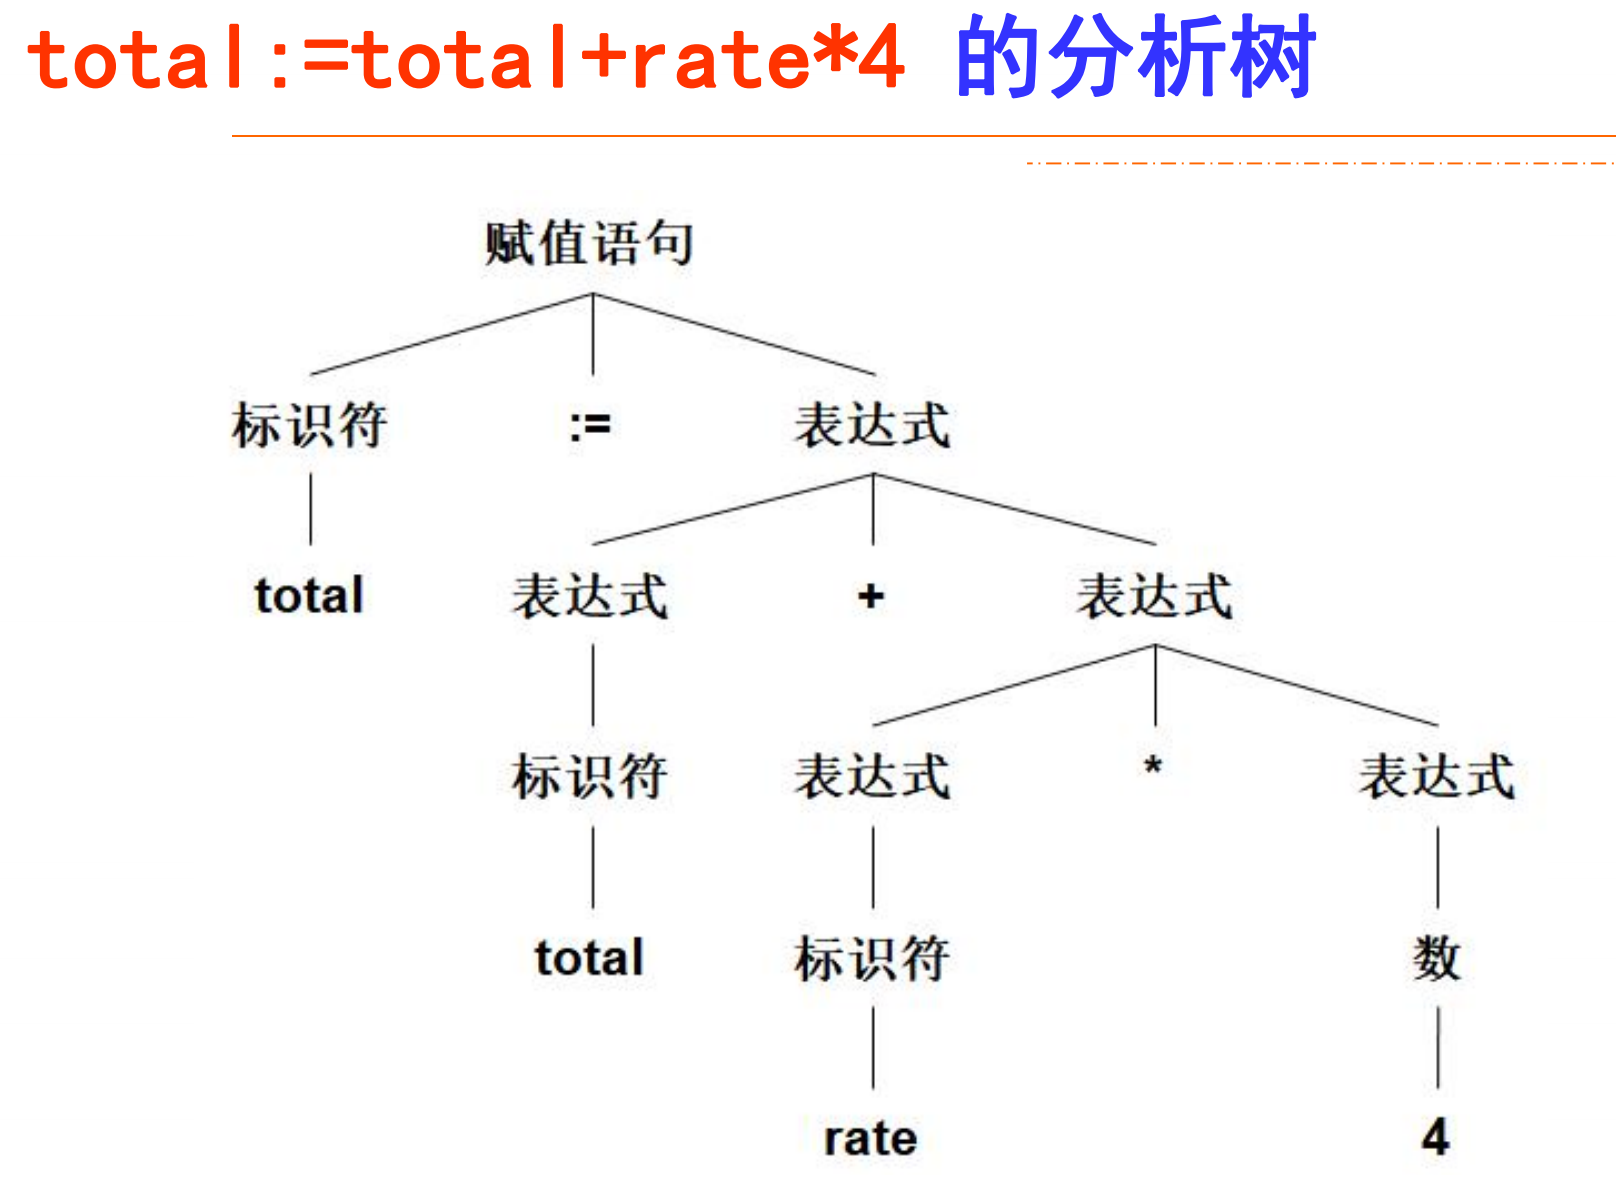 total:=total+rate*4 的分析树
赋值语句
标识符 := 表达式
total 表达式 + 表达式
标识符 表达式 * 表达式
total 标识符 数
rate 4